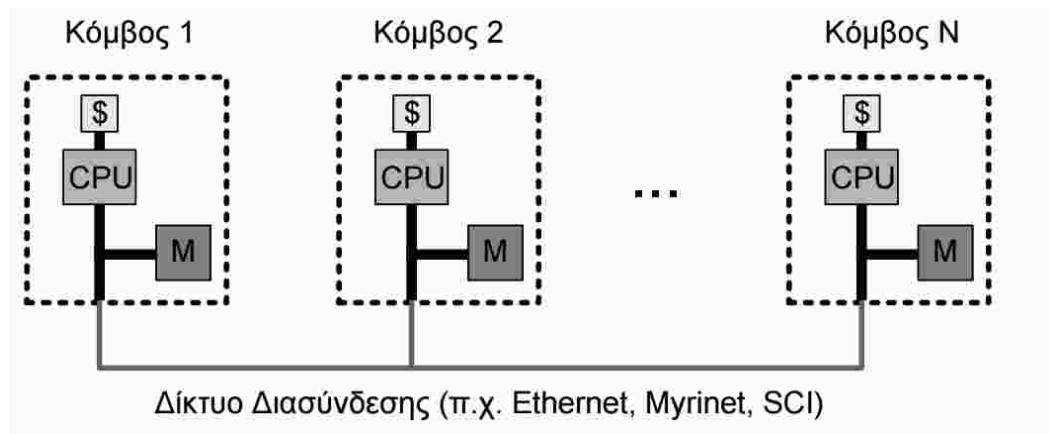 Κόμβος 1 Κόμβος 2 Κόμβος N
$ $ $
CPU CPU ... CPU
M M M
Δίκτυο Διασύνδεσης (π.χ. Ethernet, Myrinet, SCI)